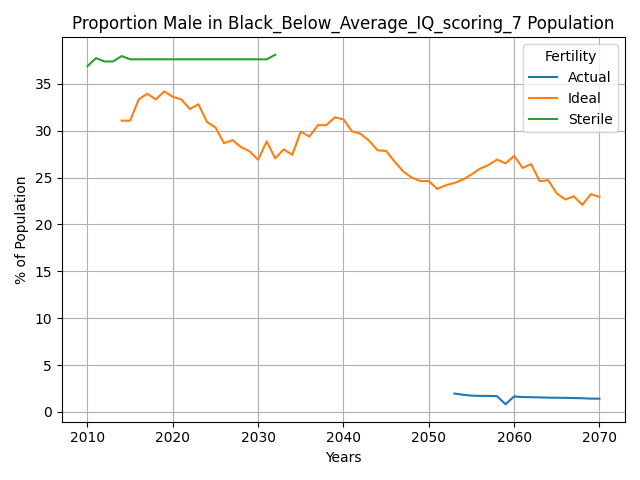 Proportion Male in Black_Below_Average_IQ_scoring_7 Population
Fertility
Actual
Ideal
Sterile
% of Population
35
30
25
20
15
10
5
0
2010 2020 2030 2040 2050 2060 2070
Years